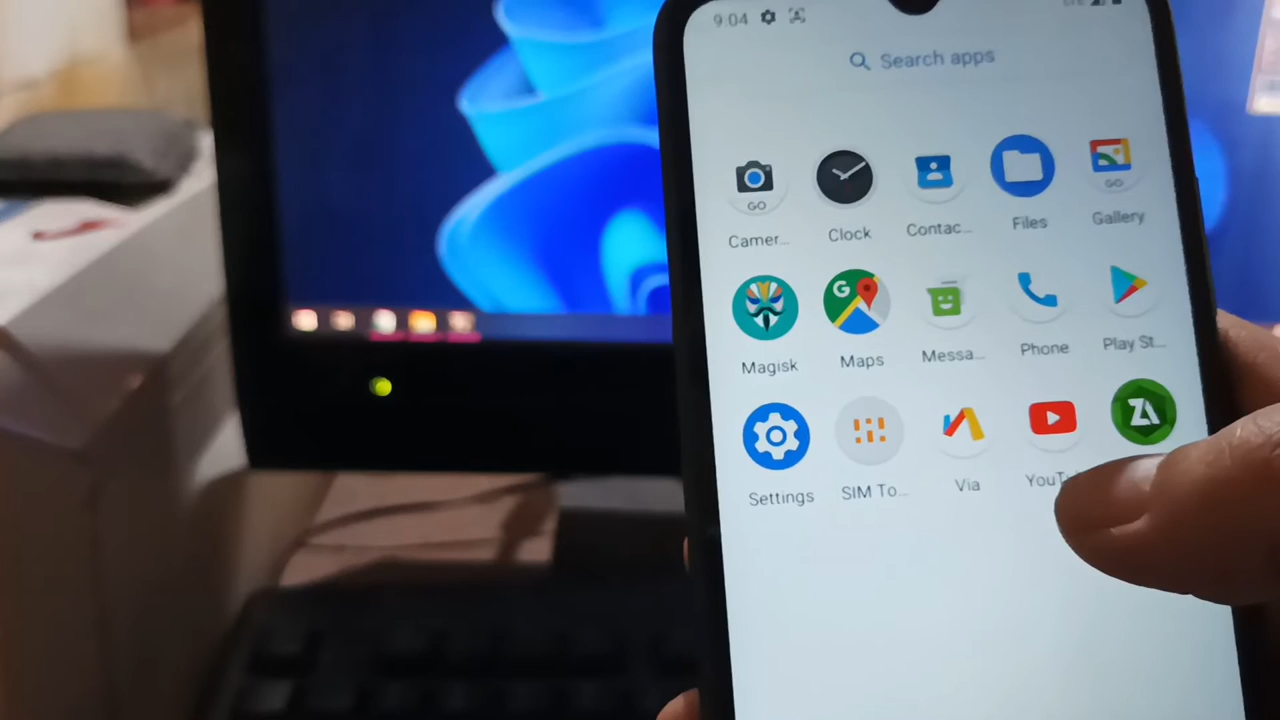 9:04
Search apps
GO
GO
Camer... Clock Contac... Files Gallery
G
Magisk Maps Messa... Phone Play St...
Settings SIM To... Via YouTu